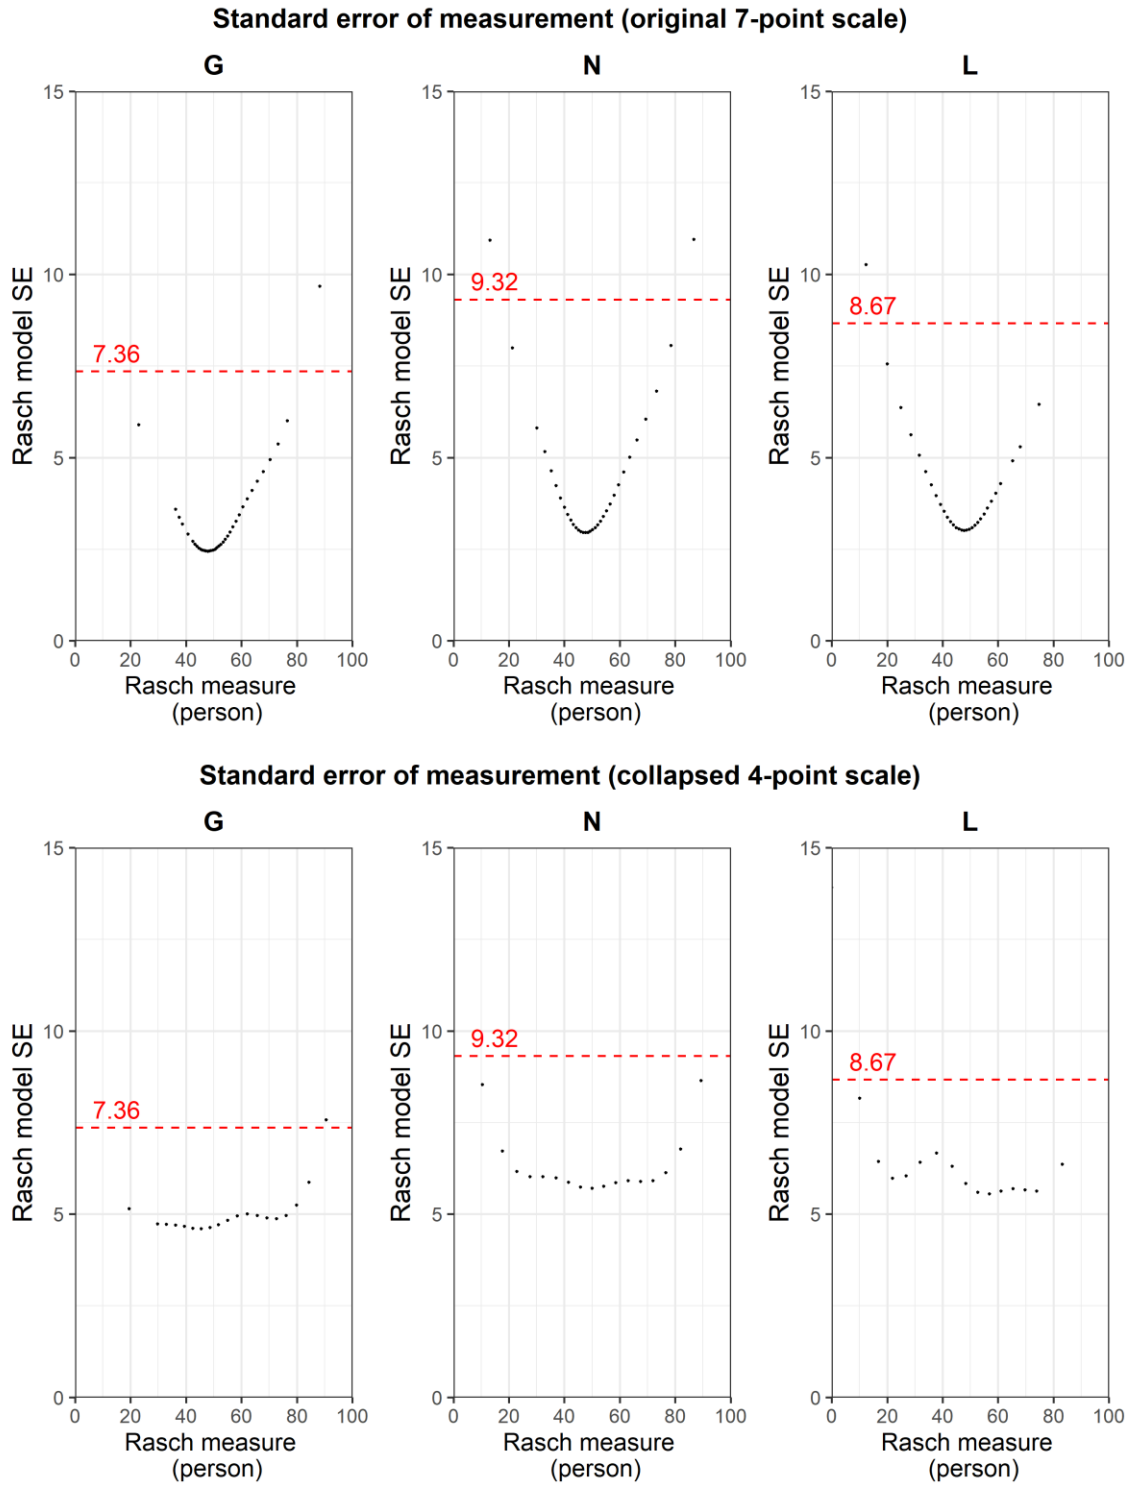 Standard error of measurement (original 7-point scale)
G N L
15 15 15
10 10 10
5 5 5
0 0 0
7.36 9.32 8.67
Rasch model SE Rasch model SE Rasch model SE
0 20 40 60 80 100 0 20 40 60 80 100 0 20 40 60 80 100
Rasch measure Rasch measure Rasch measure
(person) (person) (person)
Standard error of measurement (collapsed 4-point scale)
G N L
15 15 15
10 10 10
5 5 5
0 0 0
7.36 9.32 8.67
Rasch model SE Rasch model SE Rasch model SE
0 20 40 60 80 100 0 20 40 60 80 100 0 20 40 60 80 100
Rasch measure Rasch measure Rasch measure
(person) (person) (person)